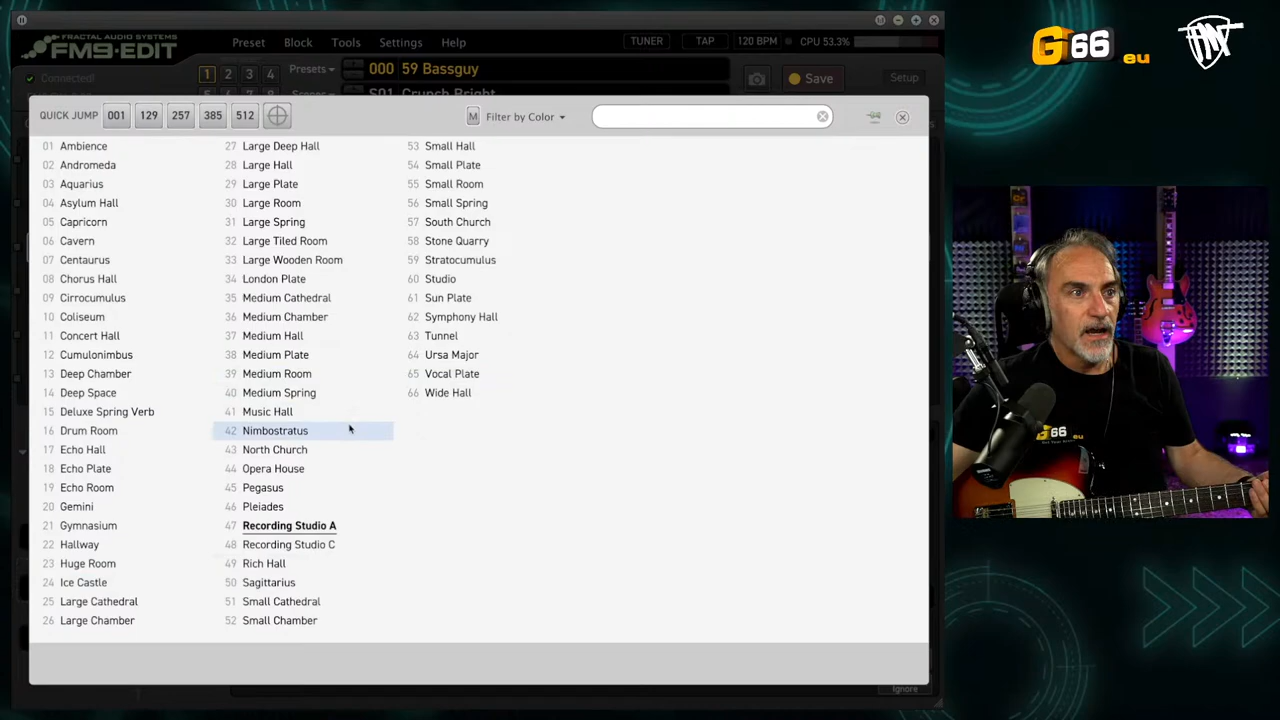 FRACTAL AUDIO SYSTEMS
FM9-EDIT
Preset Block Tools Settings Help
TUNER TAP 120 BPM CPU 53.3%
Connected!
1 2 3 4
Presets
000 59 Bassguy
Save
Setup
S01 Crunch Bright
QUICK JUMP 001 129 257 385 512
M Filter by Color
01 Ambience
02 Andromeda
03 Aquarius
04 Asylum Hall
05 Capricorn
06 Cavern
07 Centaurus
08 Chorus Hall
09 Cirrocumulus
10 Coliseum
11 Concert Hall
12 Cumulonimbus
13 Deep Chamber
14 Deep Space
15 Deluxe Spring Verb
16 Drum Room
17 Echo Hall
18 Echo Plate
19 Echo Room
20 Gemini
21 Gymnasium
22 Hallway
23 Huge Room
24 Ice Castle
25 Large Cathedral
26 Large Chamber
27 Large Deep Hall
28 Large Hall
29 Large Plate
30 Large Room
31 Large Spring
32 Large Tiled Room
33 Large Wooden Room
34 London Plate
35 Medium Cathedral
36 Medium Chamber
37 Medium Hall
38 Medium Plate
39 Medium Room
40 Medium Spring
41 Music Hall
42 Nimbostratus
43 North Church
44 Opera House
45 Pegasus
46 Pleiades
47 Recording Studio A
48 Recording Studio C
49 Rich Hall
50 Sagittarius
51 Small Cathedral
52 Small Chamber
53 Small Hall
54 Small Plate
55 Small Room
56 Small Spring
57 South Church
58 Stone Quarry
59 Stratocumulus
60 Studio
61 Sun Plate
62 Symphony Hall
63 Tunnel
64 Ursa Major
65 Vocal Plate
66 Wide Hall
Ignore
G66 eu
G66 eu